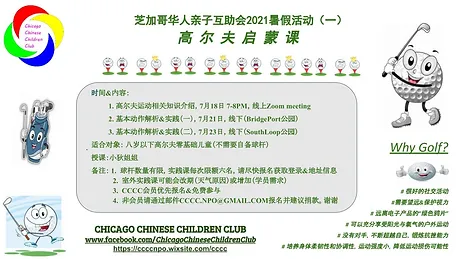 CHICAGO
CHINESE
CHILDREN
CLUB
芝加哥华人亲子互助会2021暑假活动（一）
高 尔 夫 启 蒙 课
时间&内容:
1. 高尔夫运动相关知识介绍, 7月18日 7-8PM, 线上Zoom meeting
2. 基本动作解析&实践(一), 7月21日, 线下(BridgePort公园)
3. 基本动作解析&实践(二), 7月23日, 线下(SouthLoop公园)
适合对象: 八岁以下高尔夫零基础儿童(不需要自备球杆)
授课: 小狄姐姐
备注: 1. 球杆数量有限, 实践课每次限额六名, 请尽快报名获取登录&地址信息
2. 室外实践课可能会改期(天气原因)或增加(学员需求)
3. CCCC会员优先报名&免费参与
4. 非会员请通过邮件CCCC.NPO@GMAIL.COM报名并建议捐款, 谢谢
CHICAGO CHINESE CHILDREN CLUB
www.facebook.com/ChicagoChineseChildrenClub
https://ccccnpo.wixsite.com/cccc
Why Golf?
# 很好的社交活动
#需要望远&保护视力
# 远离电子产品的"绿色鸦片"
# 可以充分享受阳光与氧气的户外运动
# 没有对手, 不断超越自己, 锻炼抗挫能力
# 培养身体柔韧性和协调性, 运动强度小, 降低运动损伤可能性